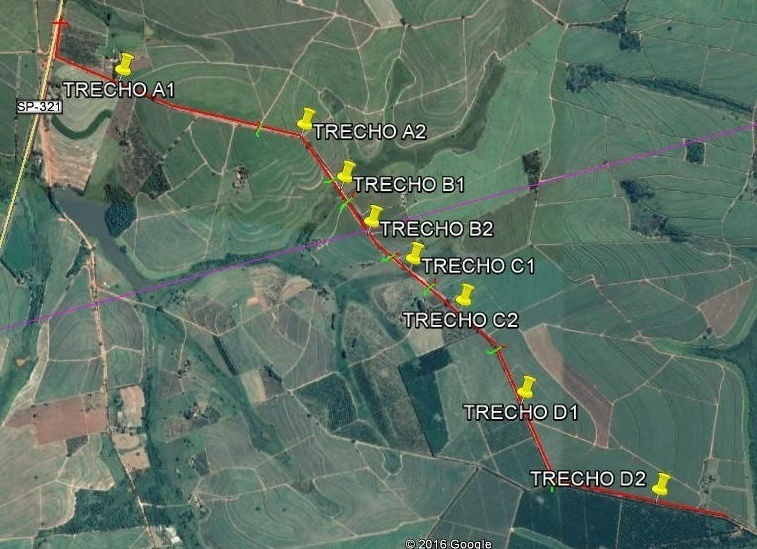 TRECHO A1
SP-321
TRECHO A2
TRECHO B1
TRECHO B2
TRECHO C1
TRECHO C2
TRECHO D1
TRECHO D2
© 2016 Google